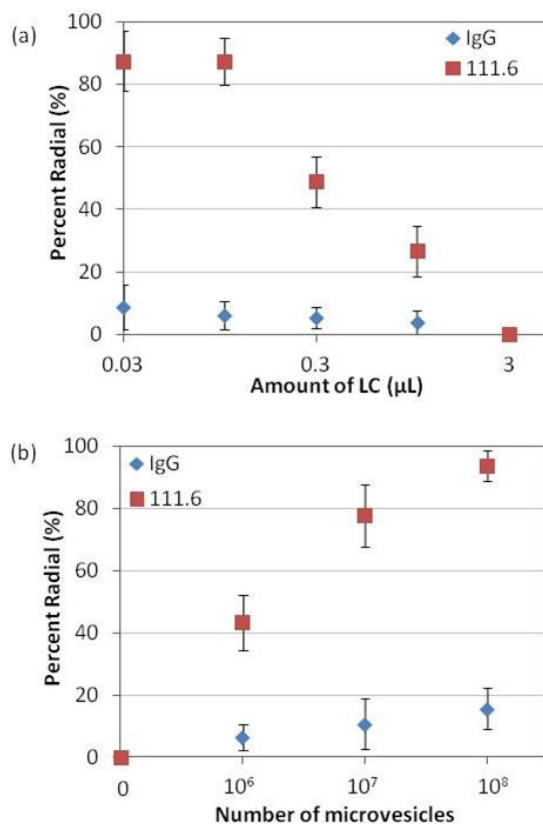 (a)
100
80
60
40
20
0
Percent Radial (%)
IgG
111.6
0.03
0.3
3
Amount of LC (µL)
(b)
100
80
60
40
20
0
Percent Radial (%)
IgG
111.6
0
10⁶
10⁷
10⁸
Number of microvesicles